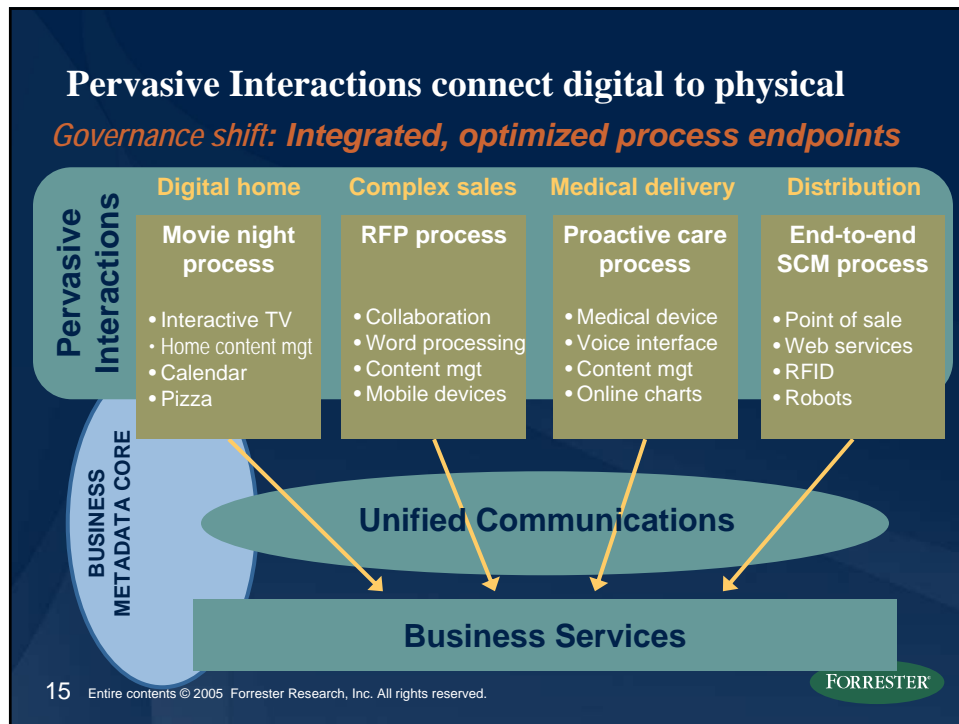 Pervasive Interactions connect digital to physical
Governance shift: Integrated, optimized process endpoints
Pervasive
Interactions
Digital home
Movie night
process
• Interactive TV
• Home content mgt
• Calendar
• Pizza
Complex sales
RFP process
• Collaboration
• Word processing
• Content mgt
• Mobile devices
Medical delivery
Proactive care
process
• Medical device
• Voice interface
• Content mgt
• Online charts
Distribution
End-to-end
SCM process
• Point of sale
• Web services
• RFID
• Robots
BUSINESS
METADATA CORE
Unified Communications
Business Services
15 Entire contents © 2005 Forrester Research, Inc. All rights reserved.
FORRESTER®